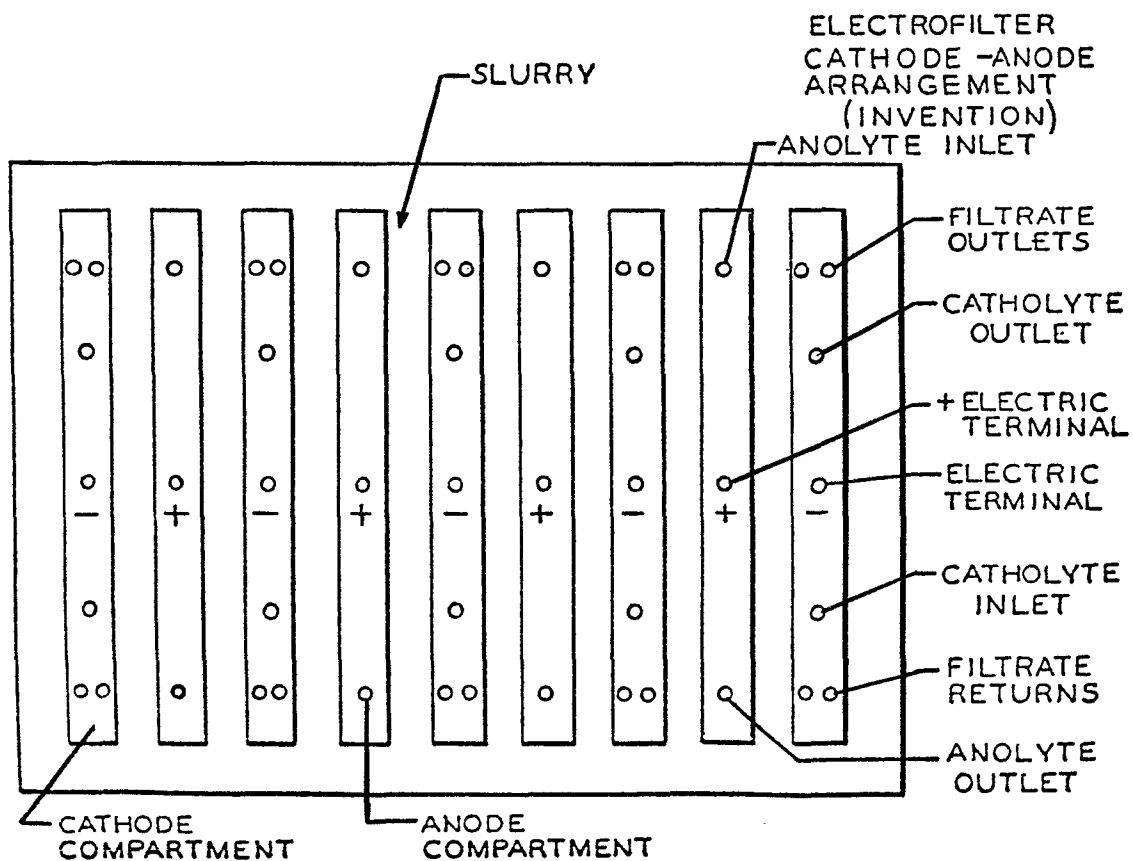 ELECTROFILTER
CATHODE -ANODE
ARRANGEMENT
(INVENTION)
ANOLYTE INLET
SLURRY
FILTRATE
OUTLETS
CATHOLYTE
OUTLET
+ ELECTRIC
TERMINAL
ELECTRIC
TERMINAL
− + − + − + − + −
CATHOLYTE
INLET
FILTRATE
RETURNS
ANOLYTE
OUTLET
CATHODE
COMPARTMENT
ANODE
COMPARTMENT